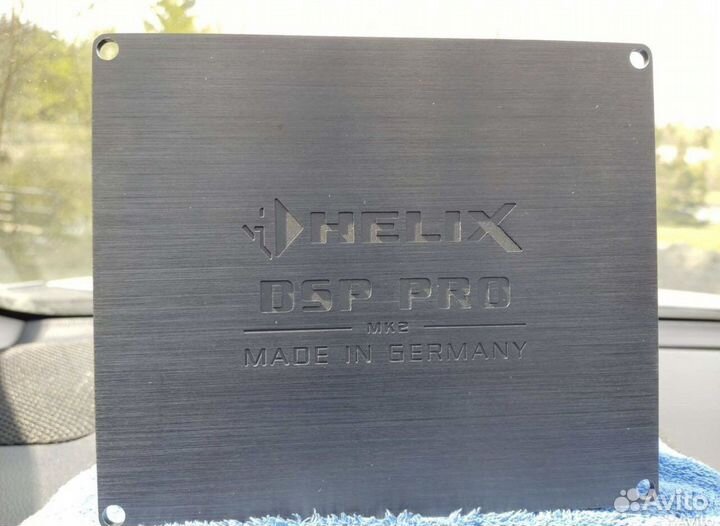 HELIX
DSP PRO
MK2
MADE IN GERMANY
Avito